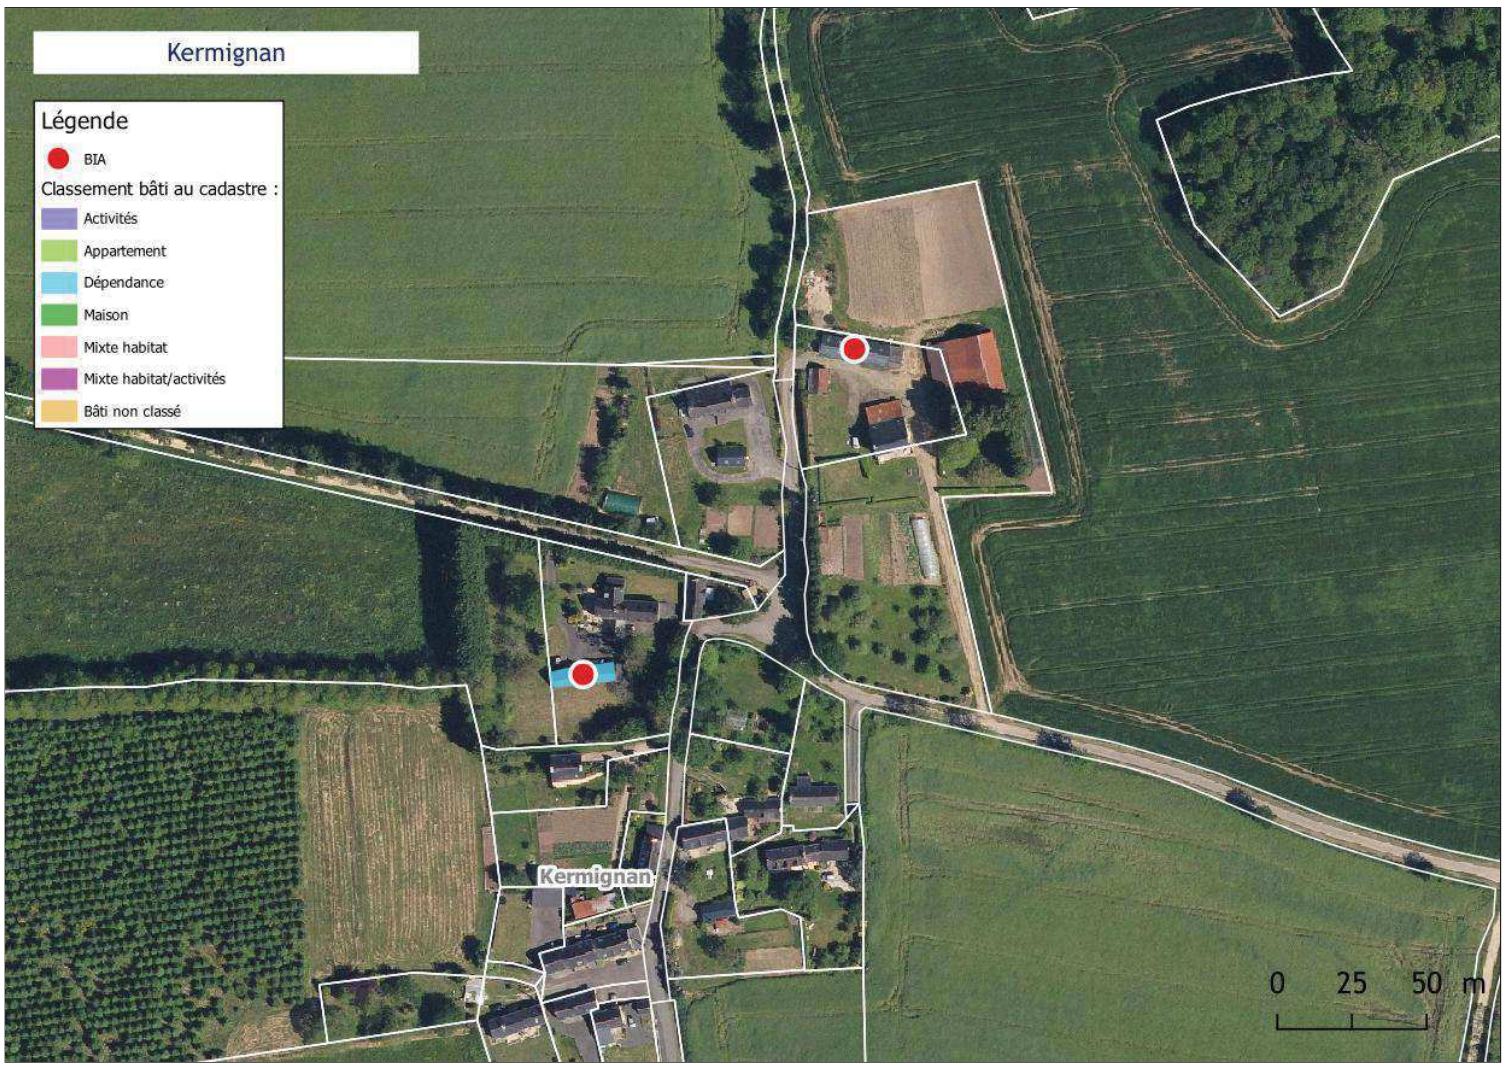 Kermignan
Légende
BIA
Classement bâti au cadastre :
Activités
Appartement
Dépendance
Maison
Mixte habitat
Mixte habitat/activités
Bâti non classé
Kermignan
0 25 50 m